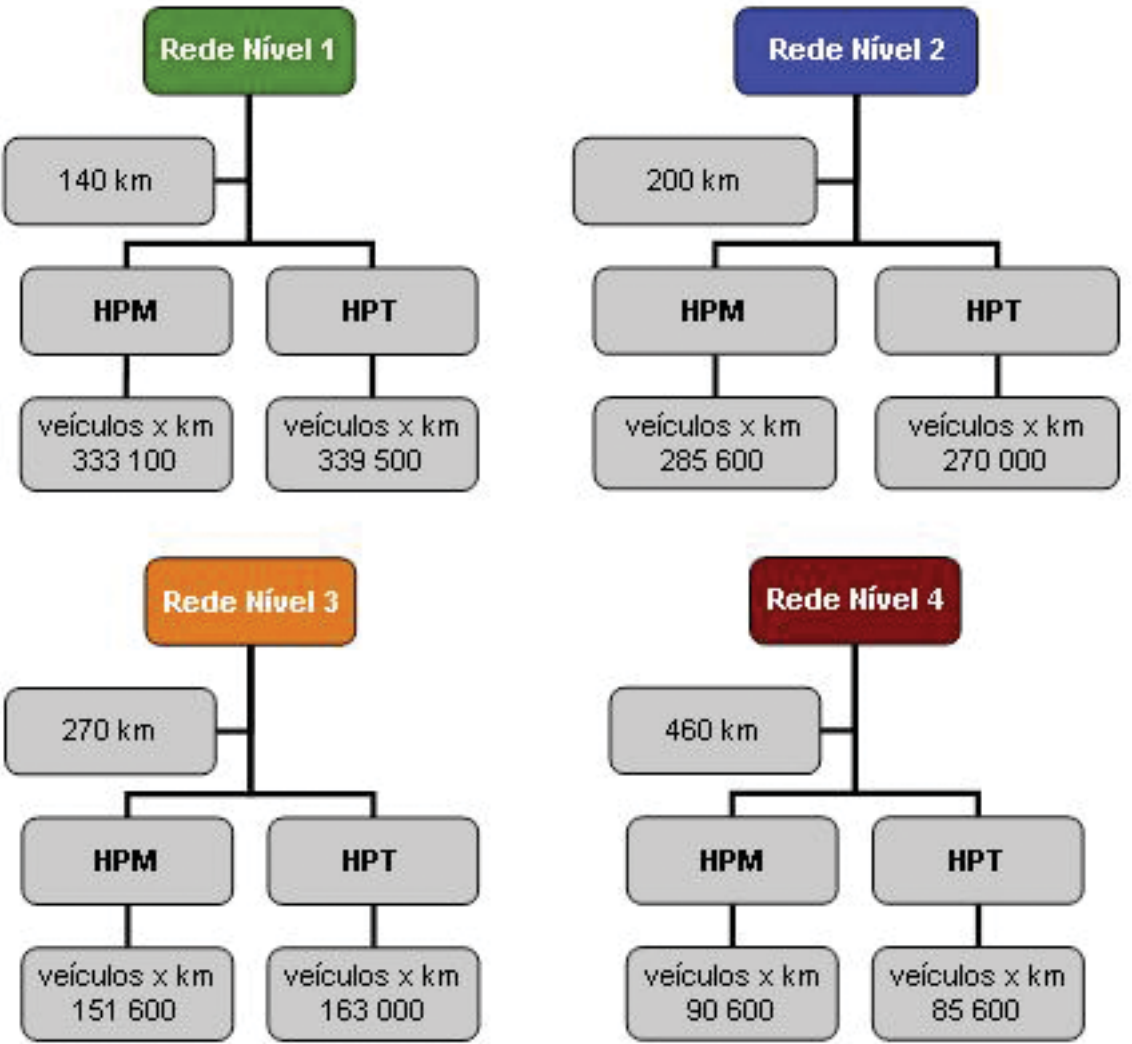 Rede Nível 1
140 km
HPM
HPT
veículos x km
333 100
veículos x km
339 500
Rede Nível 2
200 km
HPM
HPT
veículos x km
285 600
veículos x km
270 000
Rede Nível 3
270 km
HPM
HPT
veículos x km
151 600
veículos x km
163 000
Rede Nível 4
460 km
HPM
HPT
veículos x km
90 600
veículos x km
85 600